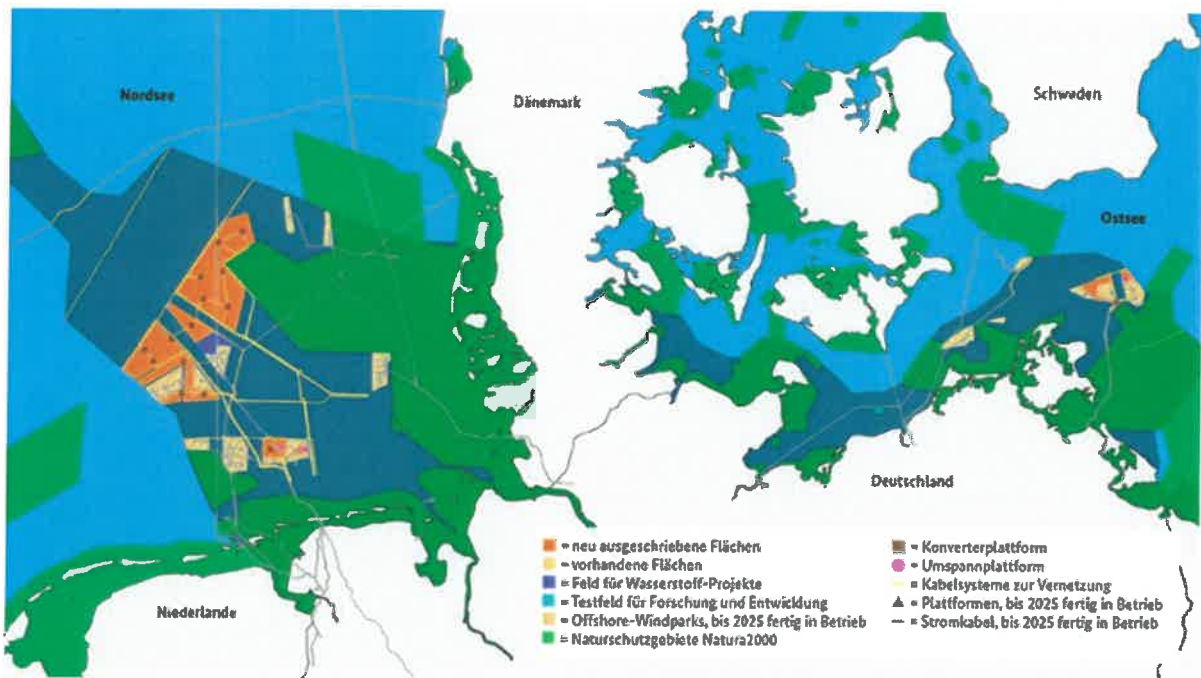 Nordsee
Dänemark
Schweden
Ostsee
Deutschland
Niederlande
= neu ausgeschriebene Flächen
= vorhandene Flächen
= Feld für Wasserstoff-Projekte
= Testfeld für Forschung und Entwicklung
= Offshore-Windparks, bis 2025 fertig in Betrieb
= Naturschutzgebiete Natura2000
= Konverterplattform
= Umspannplattform
= Kabelsysteme zur Vernetzung
= Plattformen, bis 2025 fertig in Betrieb
= Stromkabel, bis 2025 fertig in Betrieb